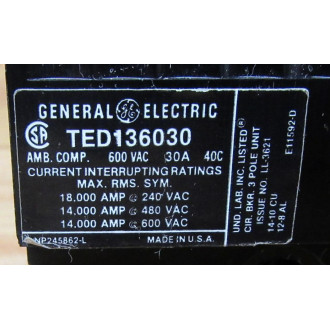 GENERAL GE ELECTRIC
SA TED136030
AMB. COMP. 600 VAC 30A 40C
CURRENT INTERRUPTING RATINGS
MAX. RMS. SYM.
18.000 AMP @ 240 VAC
14.000 AMP @ 480 VAC
14.000 AMP @ 600 VAC
NP245862-L MADE IN U.S.A.
UND. LAB. INC. LISTED®
CIR. BKR. 3 POLE UNIT
ISSUE NO. LL-3621
14-10 CU
12-8 AL
E11592-D